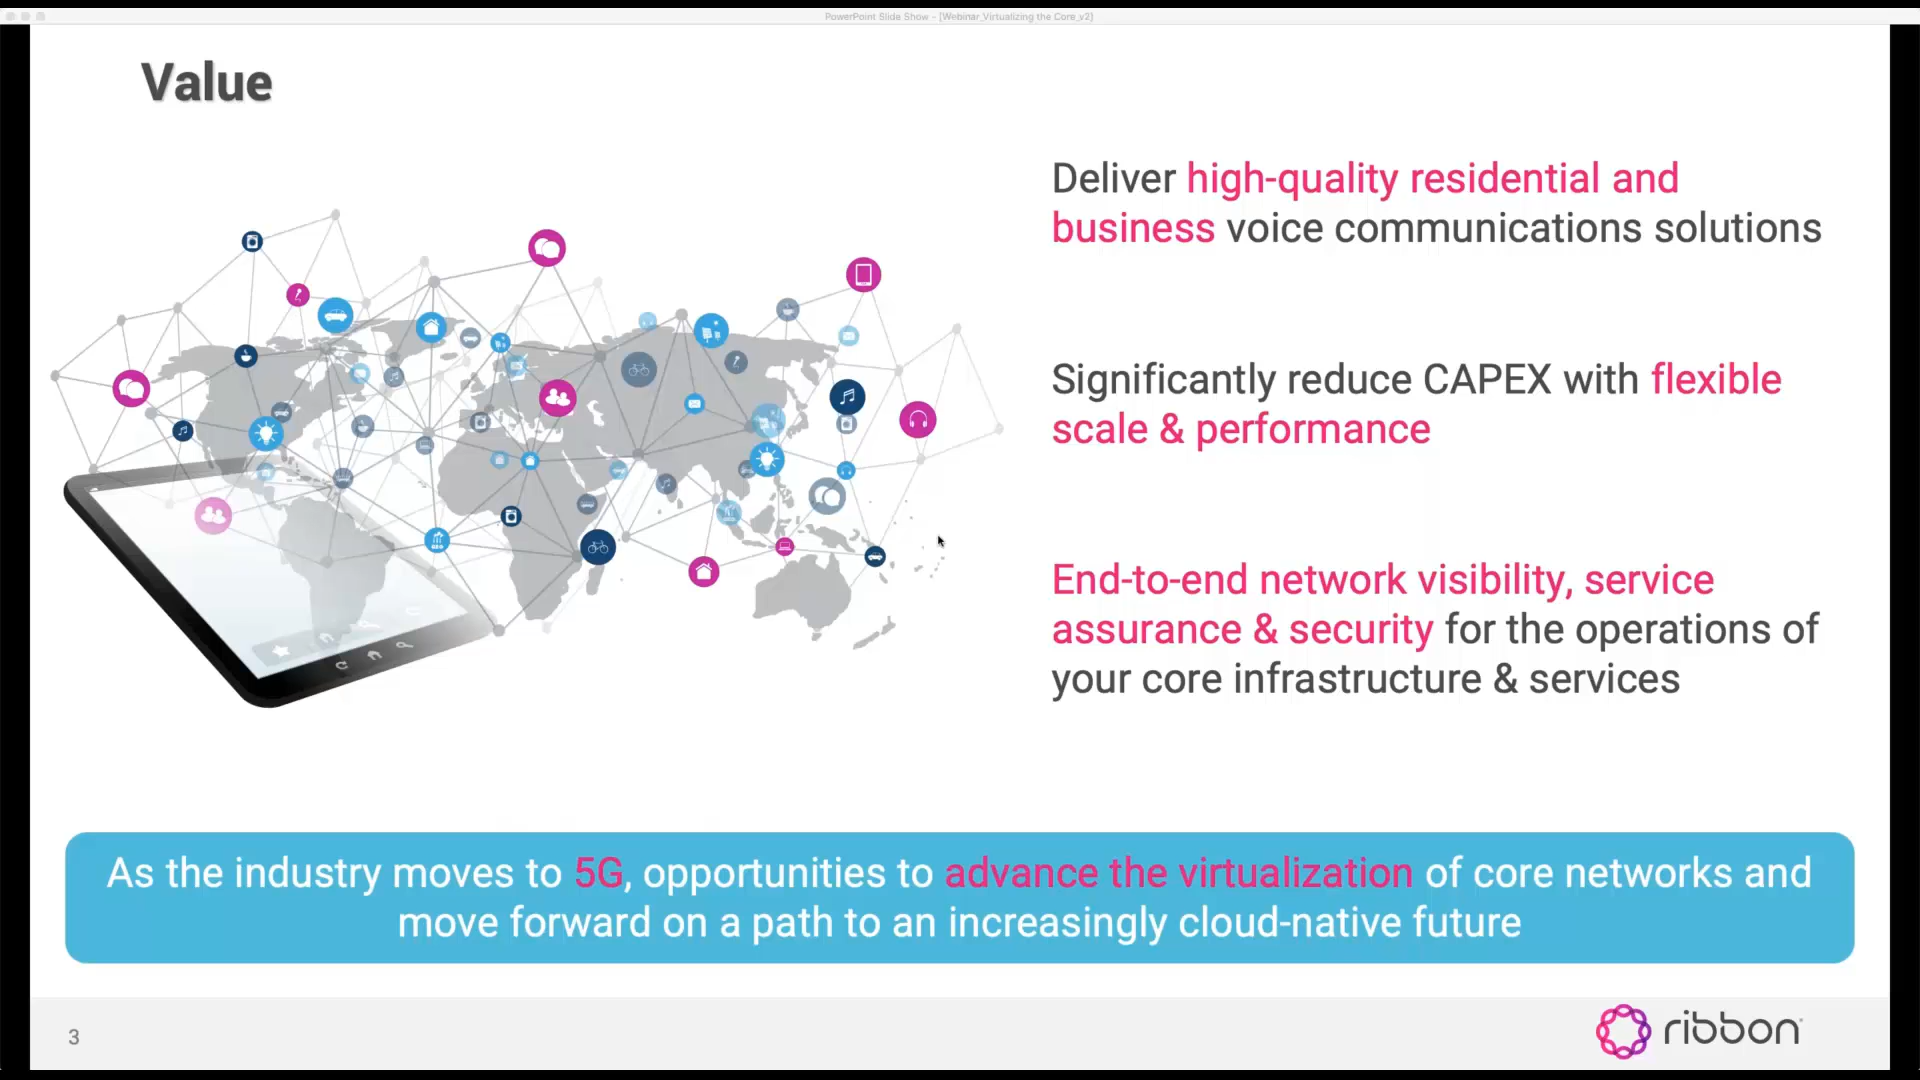 PowerPoint Slide Show - [Webinar_Virtualizing the Core_v2]
Value
Deliver high-quality residential and
business voice communications solutions
Significantly reduce CAPEX with flexible
scale & performance
End-to-end network visibility, service
assurance & security for the operations of
your core infrastructure & services
As the industry moves to 5G, opportunities to advance the virtualization of core networks and
move forward on a path to an increasingly cloud-native future
3
ribbon